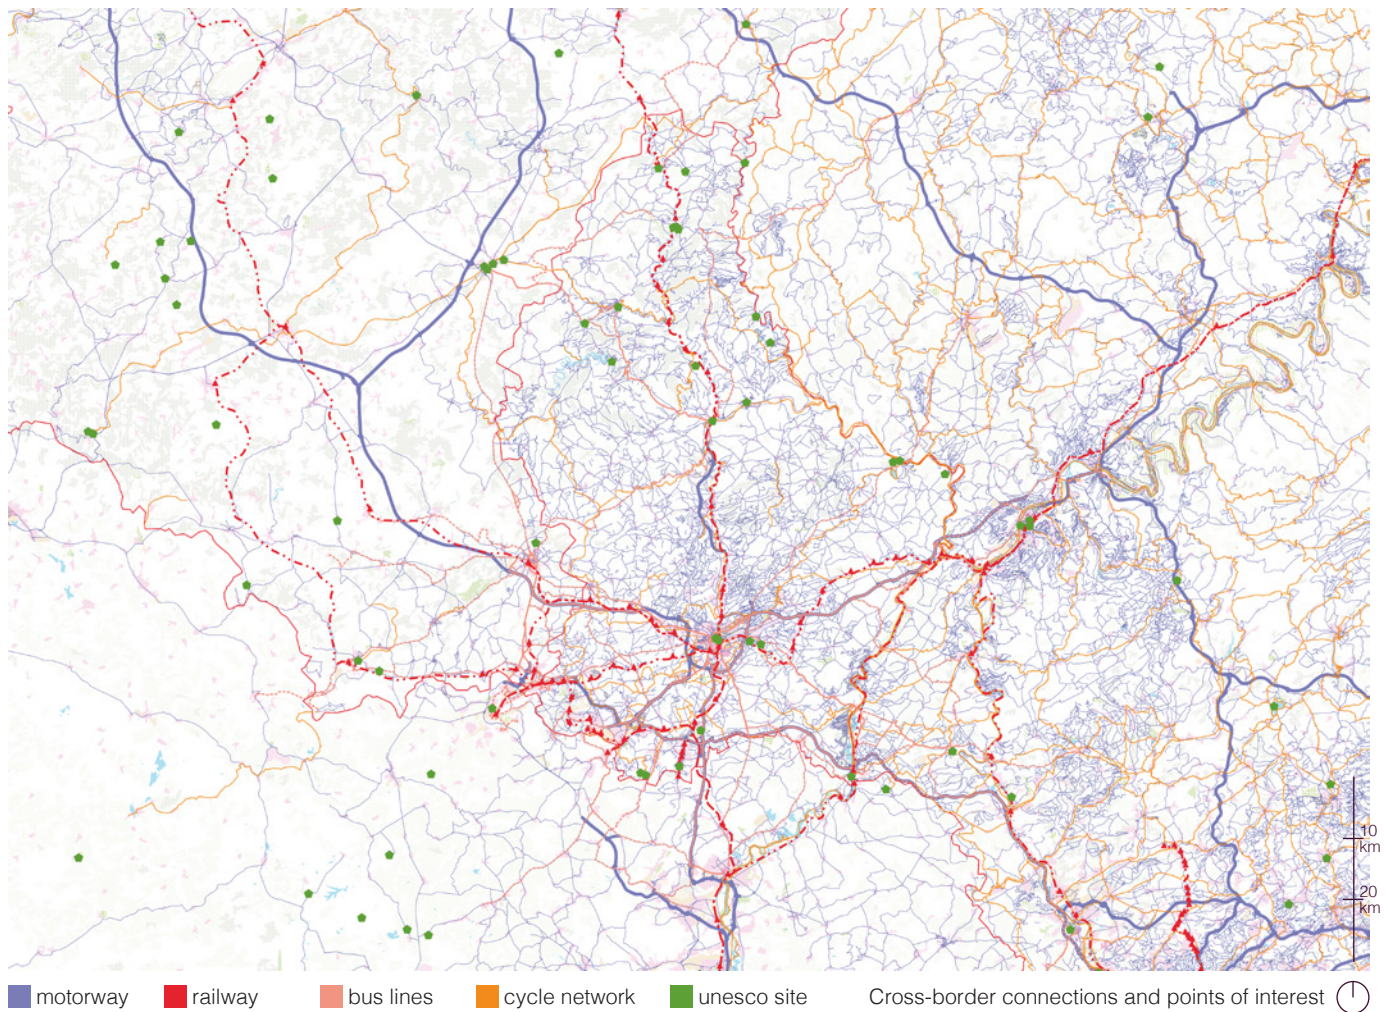 10
km
20
km
motorway
railway
bus lines
cycle network
unesco site
Cross-border connections and points of interest